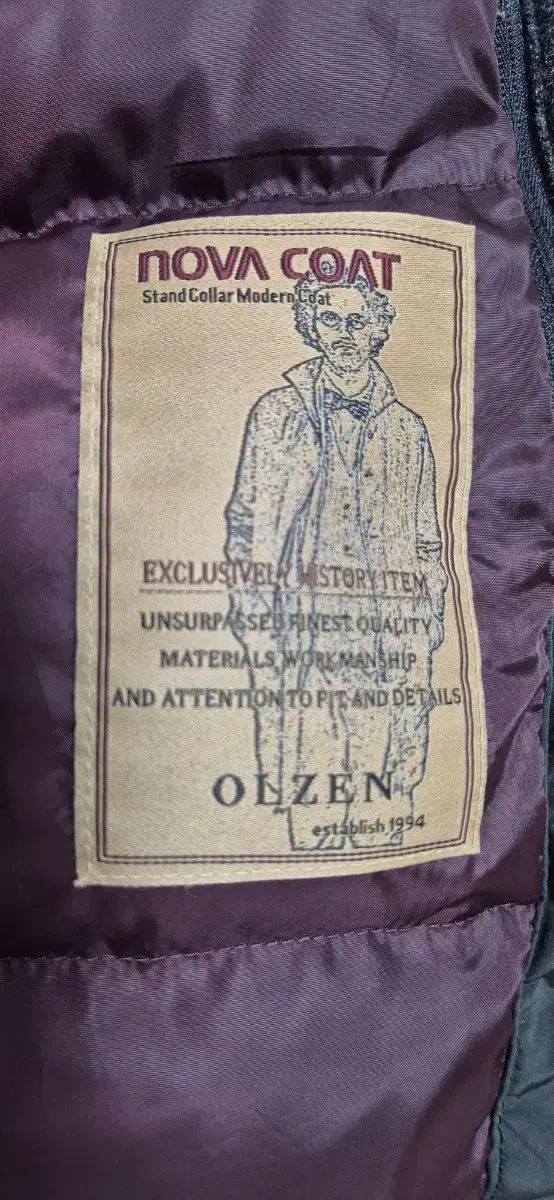 NOVA COAT
Stand Collar Modern Coat
EXCLUSIVELY HISTORY ITEM
UNSURPASSED FINEST QUALITY
MATERIALS, WORKMANSHIP
AND ATTENTION TO FIT AND DETAILS
OLZEN
establish 1994